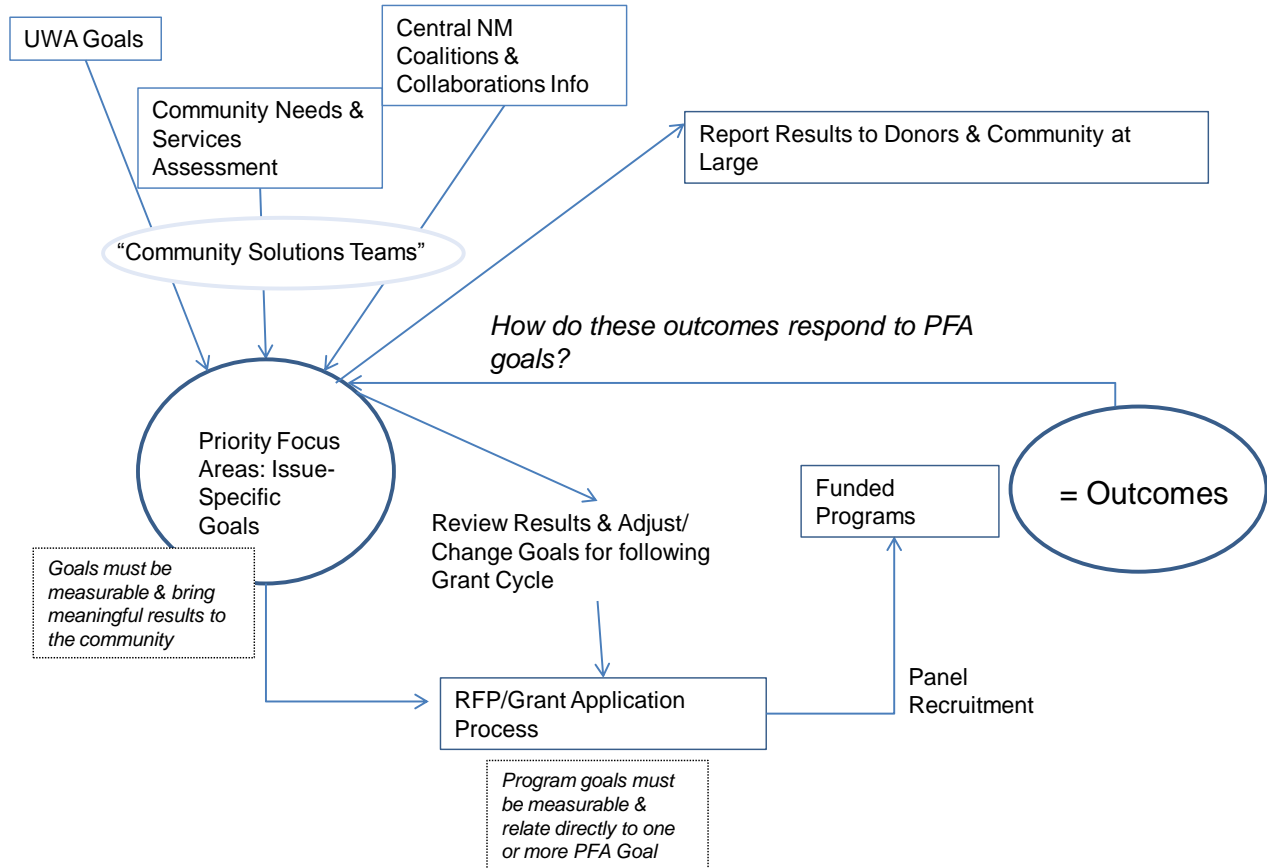 UWA Goals
Central NM
Coalitions &
Collaborations Info
Community Needs &
Services
Assessment
Report Results to Donors & Community at
Large
“Community Solutions Teams”
How do these outcomes respond to PFA
goals?
Priority Focus
Areas: Issue-
Specific
Goals
Goals must be
measurable & bring
meaningful results to
the community
Review Results & Adjust/
Change Goals for following
Grant Cycle
Funded
Programs
= Outcomes
RFP/Grant Application
Process
Panel
Recruitment
Program goals must
be measurable &
relate directly to one
or more PFA Goal